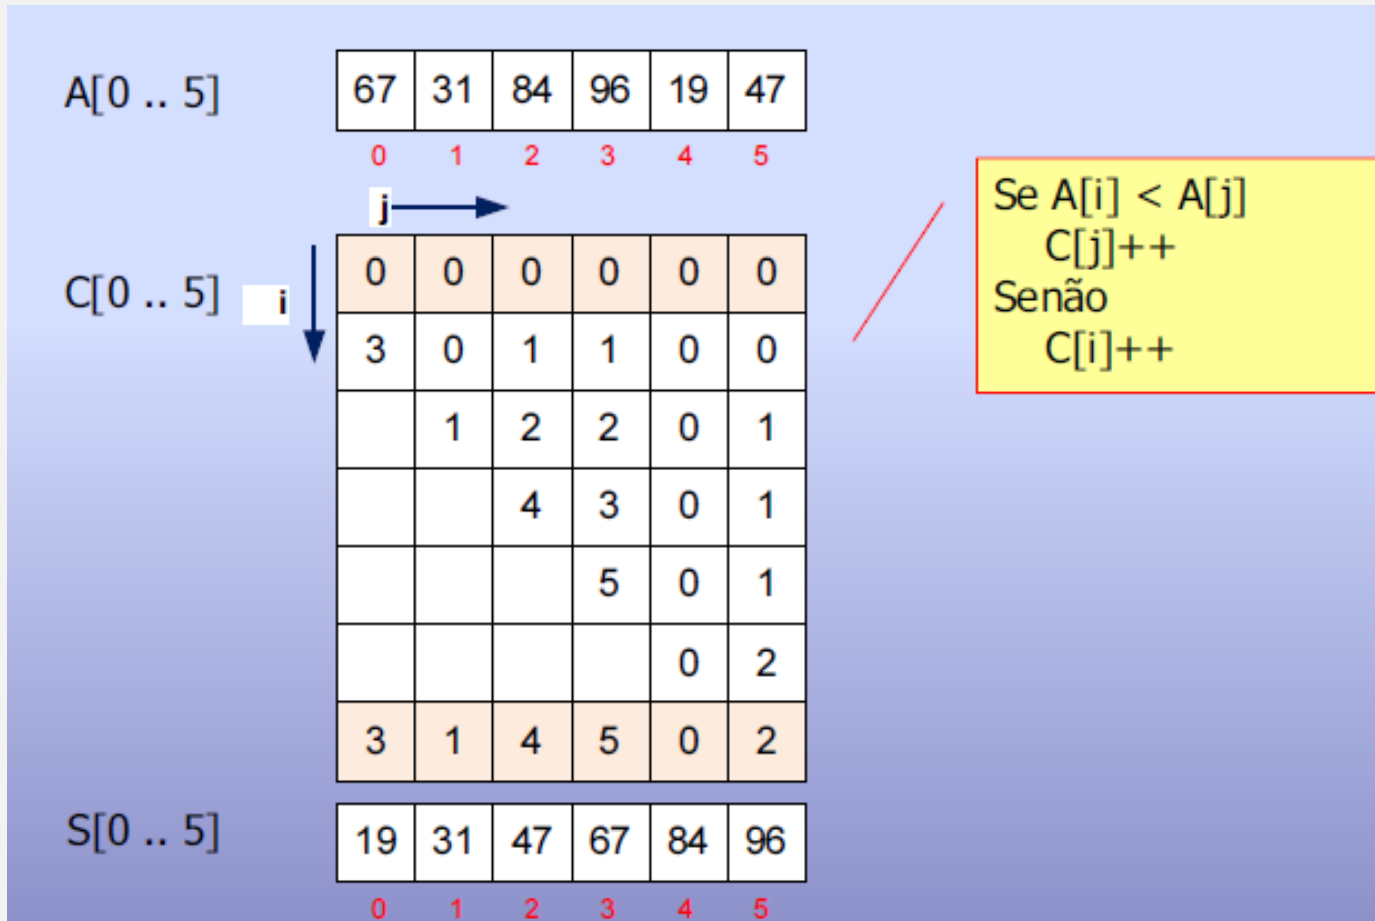 A[0 .. 5] 67 31 84 96 19 47
0 1 2 3 4 5
j
C[0 .. 5] i
0 0 0 0 0 0
3 0 1 1 0 0
1 2 2 0 1
4 3 0 1
5 0 1
0 2
3 1 4 5 0 2
Se A[i] < A[j]
C[j]++
Senão
C[i]++
S[0 .. 5] 19 31 47 67 84 96
0 1 2 3 4 5